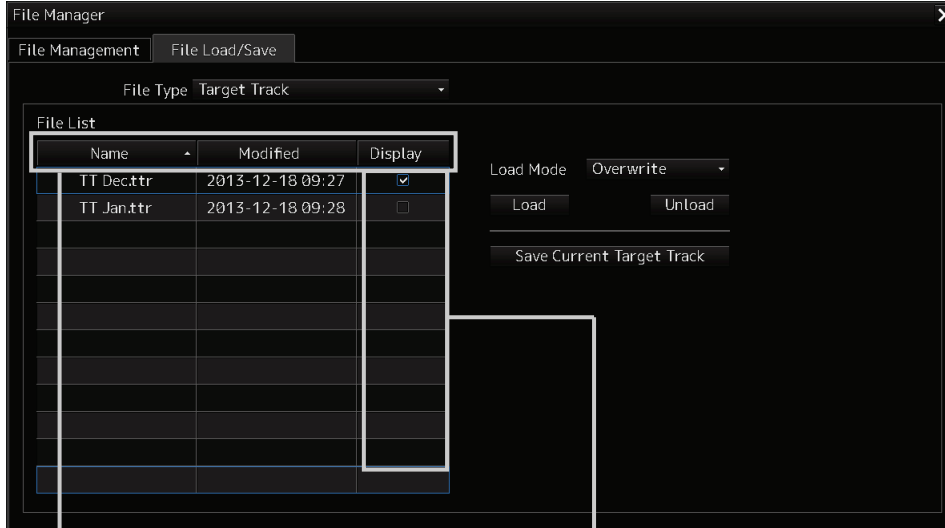 File Manager
File Management File Load/Save
File Type Target Track
File List
Name Modified Display
Load Mode Overwrite
TT Dec.ttr 2013-12-18 09:27
Load Unload
TT Jan.ttr 2013-12-18 09:28
Save Current Target Track